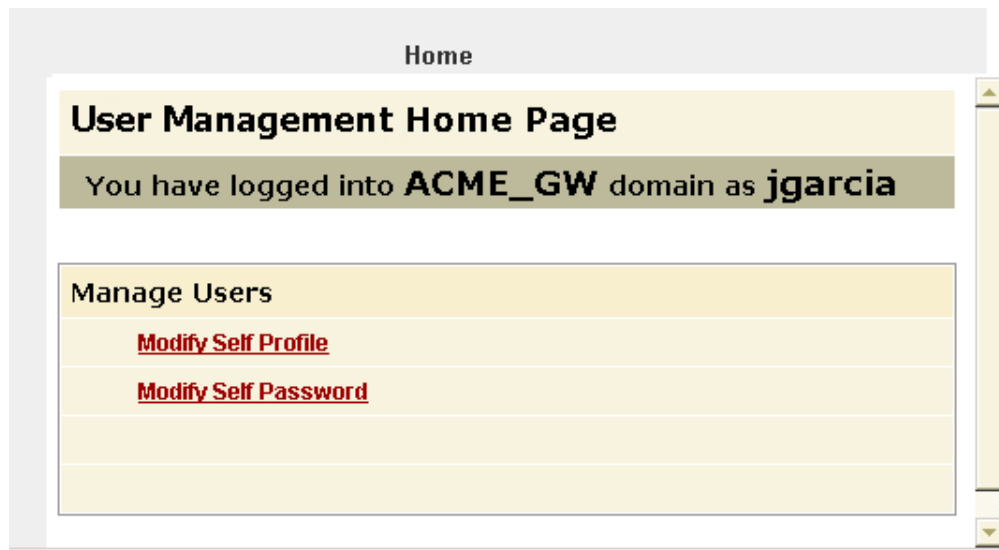 Home
User Management Home Page
You have logged into ACME_GW domain as jgarcia
Manage Users
Modify Self Profile
Modify Self Password